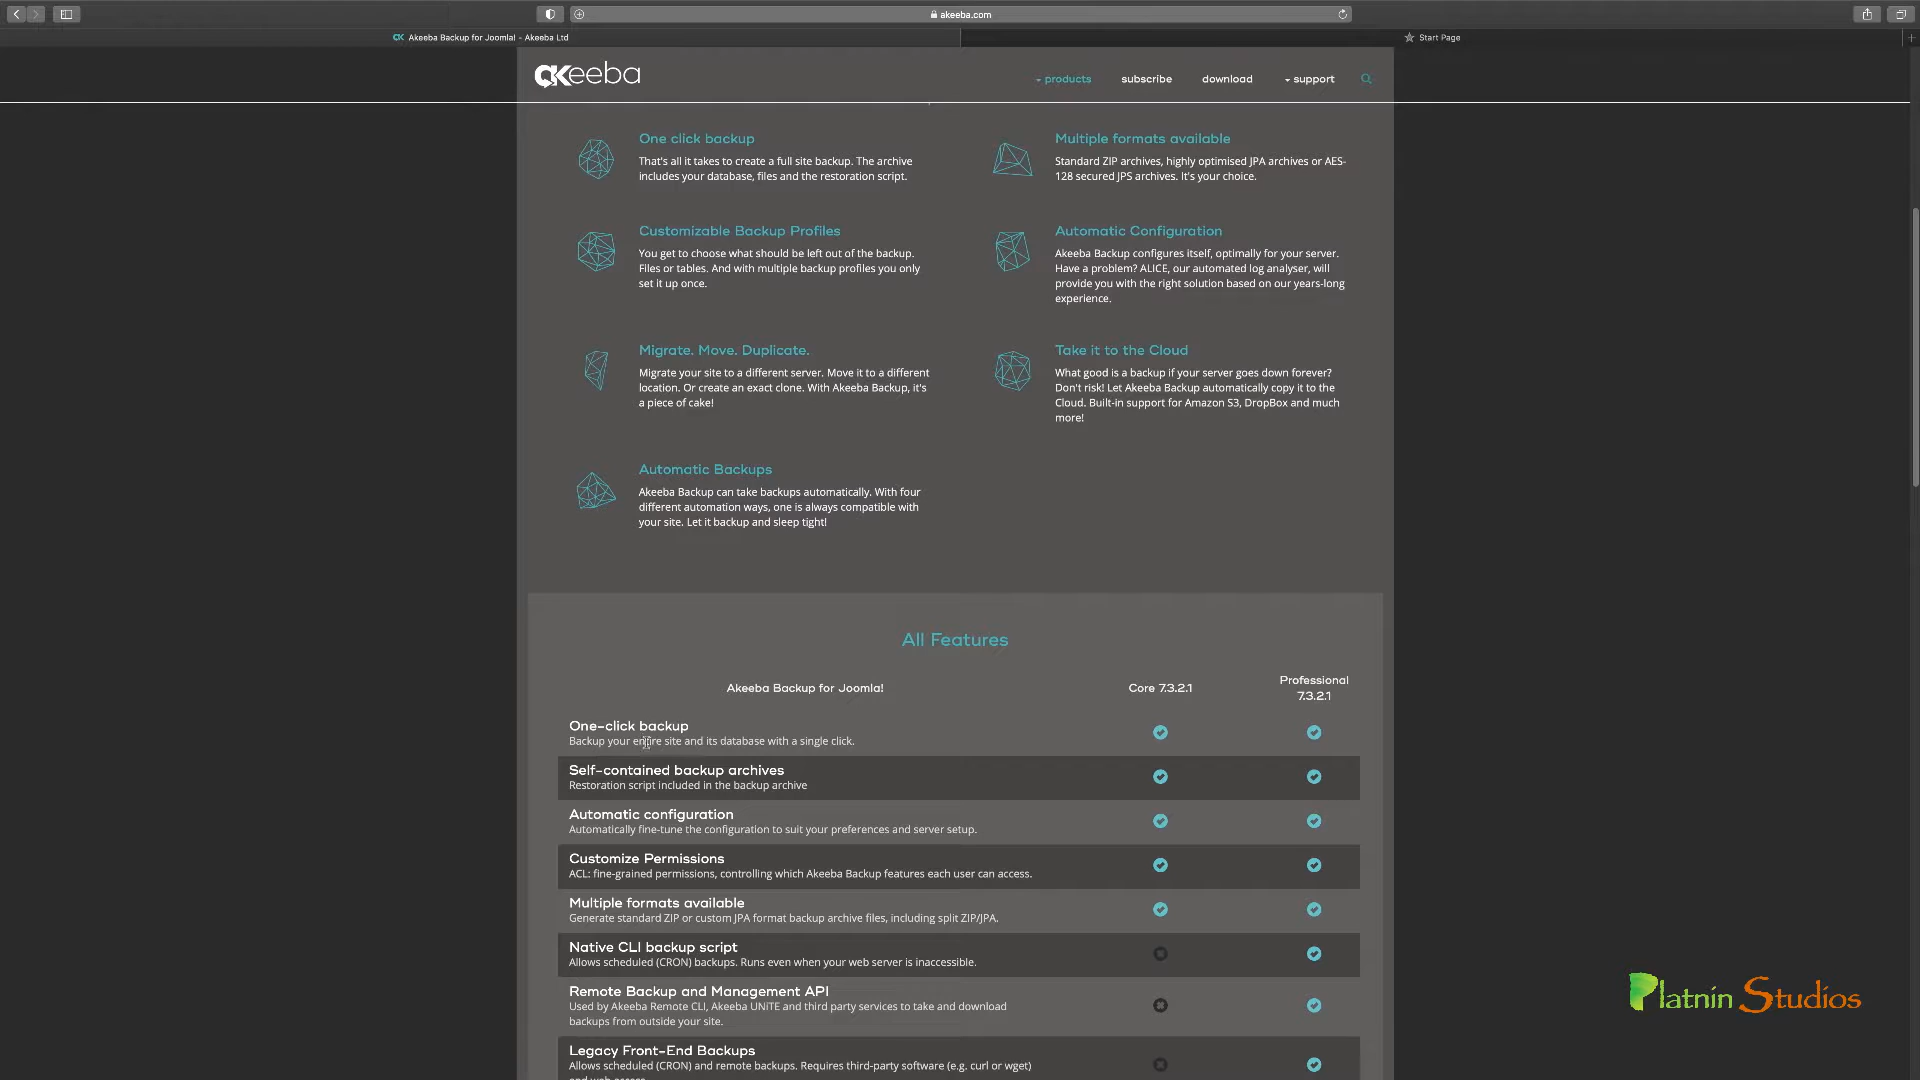 akeeba.com
Akeeba Backup for Joomla! - Akeeba Ltd
Start Page
akeeba
products
subscribe
download
support
One click backup
That's all it takes to create a full site backup. The archive
includes your database, files and the restoration script.
Multiple formats available
Standard ZIP archives, highly optimised JPA archives or AES-
128 secured JPS archives. It's your choice.
Customizable Backup Profiles
You get to choose what should be left out of the backup.
Files or tables. And with multiple backup profiles you only
set it up once.
Automatic Configuration
Akeeba Backup configures itself, optimally for your server.
Have a problem? ALICE, our automated log analyser, will
provide you with the right solution based on our years-long
experience.
Migrate. Move. Duplicate.
Migrate your site to a different server. Move it to a different
location. Or create an exact clone. With Akeeba Backup, it's
a piece of cake!
Take it to the Cloud
What good is a backup if your server goes down forever?
Don't risk! Let Akeeba Backup automatically copy it to the
Cloud. Built-in support for Amazon S3, DropBox and much
more!
Automatic Backups
Akeeba Backup can take backups automatically. With four
different automation ways, one is always compatible with
your site. Let it backup and sleep tight!
All Features
Akeeba Backup for Joomla!
Core 7.3.2.1
Professional
7.3.2.1
One-click backup
Backup your entire site and its database with a single click.
Self-contained backup archives
Restoration script included in the backup archive
Automatic configuration
Automatically fine-tune the configuration to suit your preferences and server setup.
Customize Permissions
ACL: fine-grained permissions, controlling which Akeeba Backup features each user can access.
Multiple formats available
Generate standard ZIP or custom JPA format backup archive files, including split ZIP/JPA.
Native CLI backup script
Allows scheduled (CRON) backups. Runs even when your web server is inaccessible.
Remote Backup and Management API
Used by Akeeba Remote CLI, Akeeba UNiTE and third party services to take and download
backups from outside your site.
Legacy Front-End Backups
Allows scheduled (CRON) and remote backups. Requires third-party software (e.g. curl or wget)
Platnin Studios